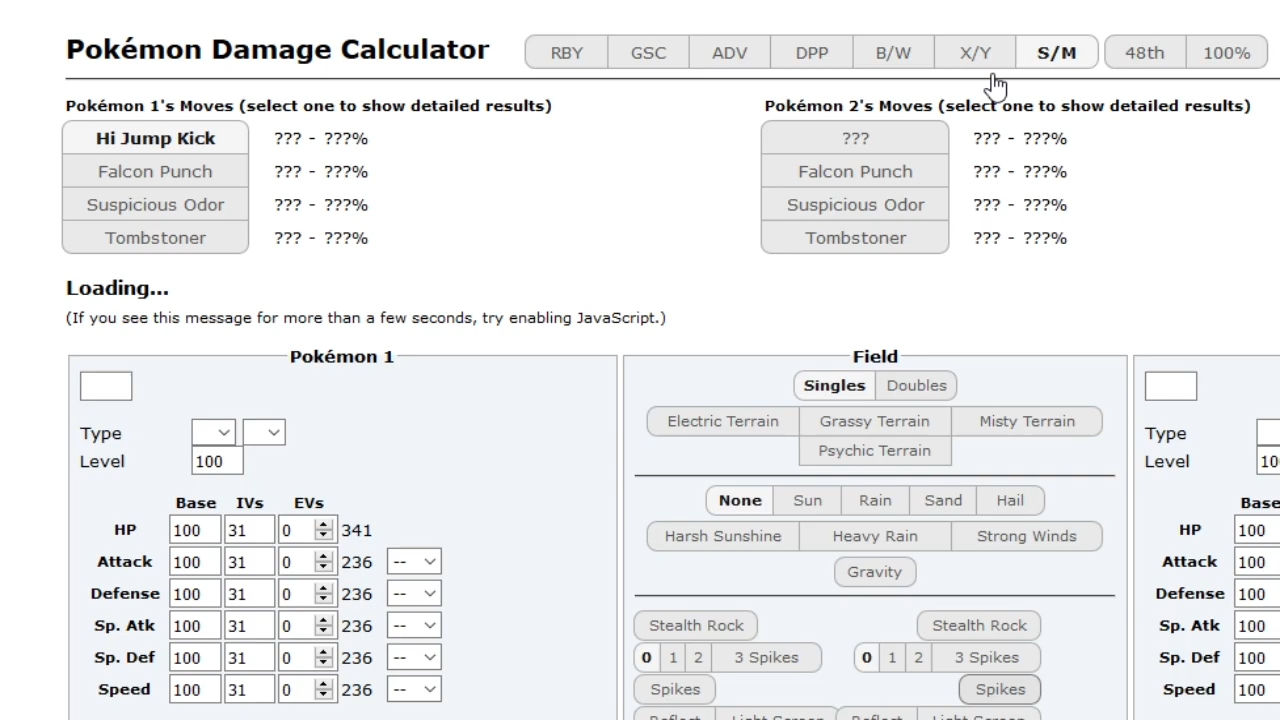 Pokémon Damage Calculator RBY GSC ADV DPP B/W X/Y S/M 48th 100%
Pokémon 1's Moves (select one to show detailed results) Pokémon 2's Moves (select one to show detailed results)
Hi Jump Kick ??? - ???% ??? ??? - ???%
Falcon Punch ??? - ???% Falcon Punch ??? - ???%
Suspicious Odor ??? - ???% Suspicious Odor ??? - ???%
Tombstoner ??? - ???% Tombstoner ??? - ???%
Loading...
(If you see this message for more than a few seconds, try enabling JavaScript.)
Pokémon 1
Type
Level 100
Base IVs EVs
HP 100 31 0 341
Attack 100 31 0 236 --
Defense 100 31 0 236 --
Sp. Atk 100 31 0 236 --
Sp. Def 100 31 0 236 --
Speed 100 31 0 236 --
Field
Singles Doubles
Electric Terrain Grassy Terrain Misty Terrain
Psychic Terrain
None Sun Rain Sand Hail
Harsh Sunshine Heavy Rain Strong Winds
Gravity
Stealth Rock Stealth Rock
0 1 2 3 Spikes 0 1 2 3 Spikes
Spikes Spikes
Reflect Light Screen Reflect Light Screen
Type
Level 10
Base
HP 100
Attack 100
Defense 100
Sp. Atk 100
Sp. Def 100
Speed 100